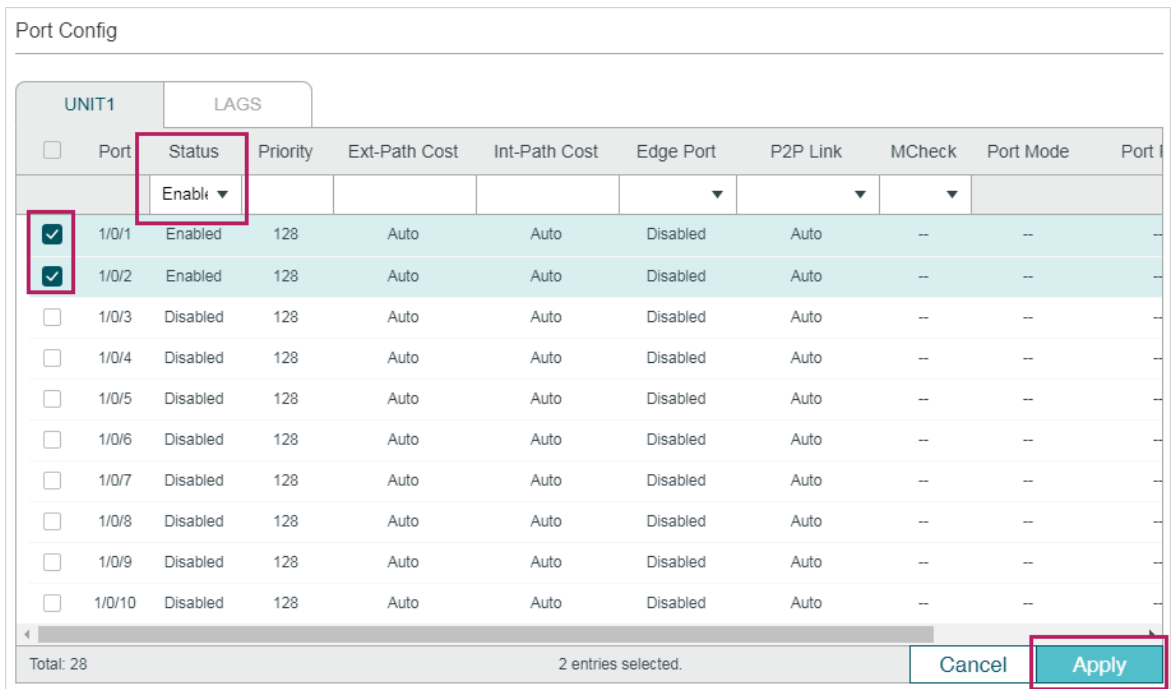 Port Config
UNIT1 LAGS
Port Status Priority Ext-Path Cost Int-Path Cost Edge Port P2P Link MCheck Port Mode Port
Enable
1/0/1 Enabled 128 Auto Auto Disabled Auto -- -- --
1/0/2 Enabled 128 Auto Auto Disabled Auto -- -- --
1/0/3 Disabled 128 Auto Auto Disabled Auto -- -- --
1/0/4 Disabled 128 Auto Auto Disabled Auto -- -- --
1/0/5 Disabled 128 Auto Auto Disabled Auto -- -- --
1/0/6 Disabled 128 Auto Auto Disabled Auto -- -- --
1/0/7 Disabled 128 Auto Auto Disabled Auto -- -- --
1/0/8 Disabled 128 Auto Auto Disabled Auto -- -- --
1/0/9 Disabled 128 Auto Auto Disabled Auto -- -- --
1/0/10 Disabled 128 Auto Auto Disabled Auto -- -- --
Total: 28 2 entries selected. Cancel Apply